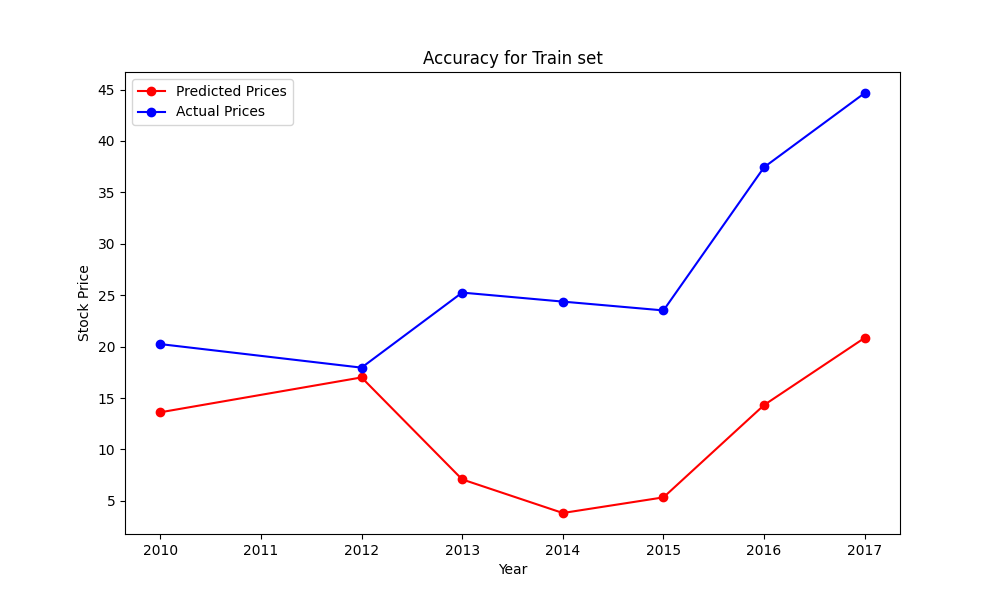 Accuracy for Train set
Predicted Prices
Actual Prices
45
40
35
30
25
20
15
10
5
Stock Price
2010 2011 2012 2013 2014 2015 2016 2017
Year